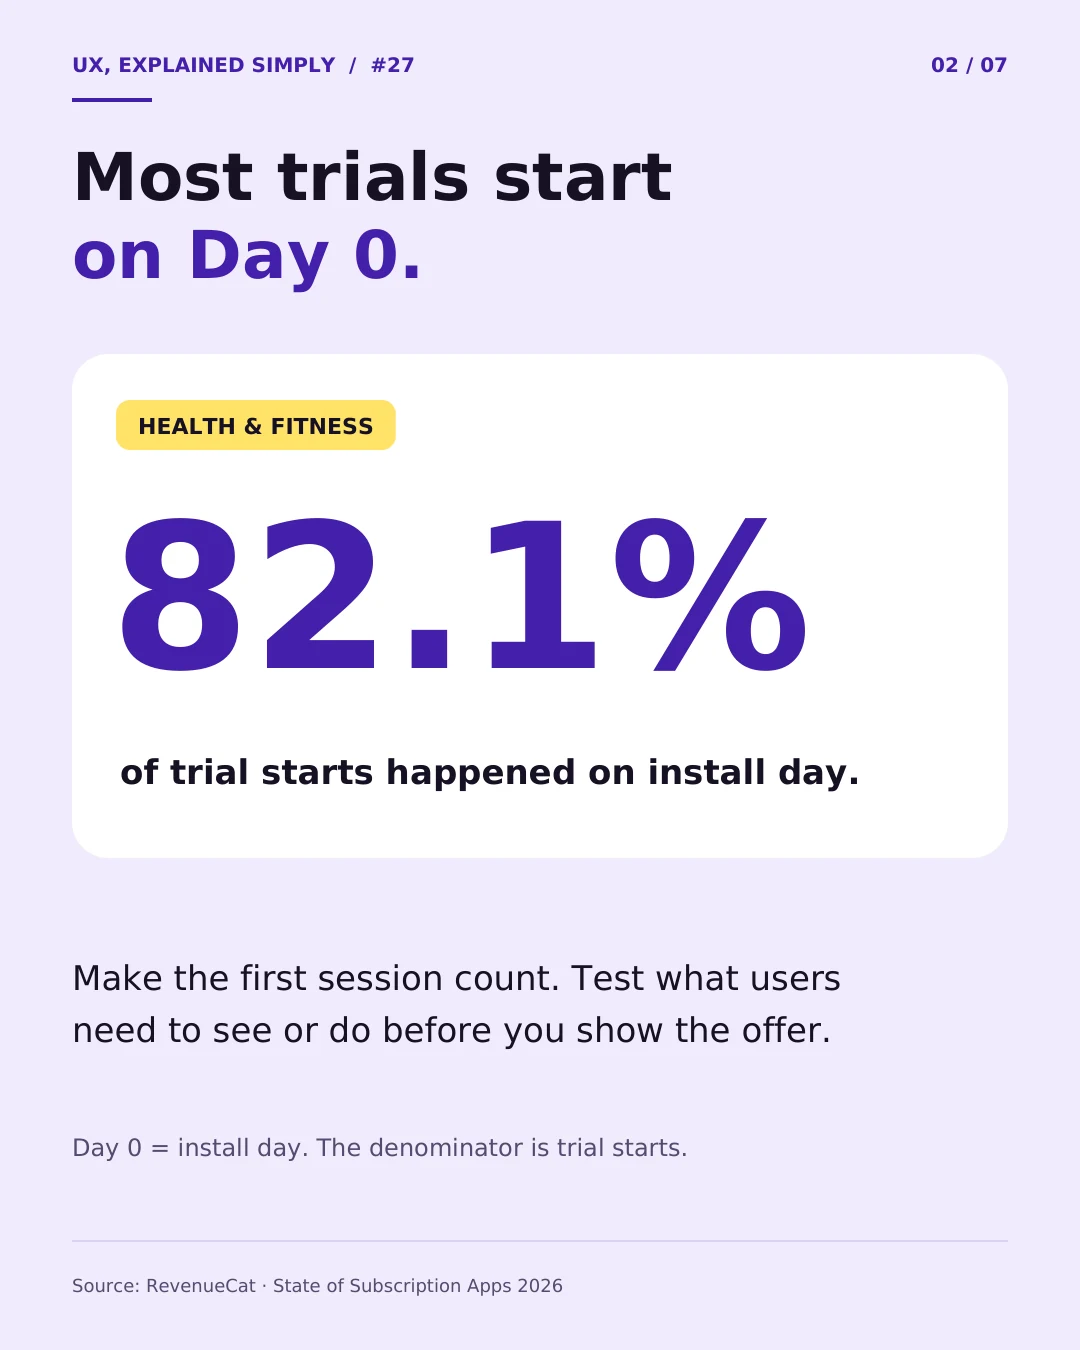 UX, EXPLAINED SIMPLY / #27
02 / 07
Most trials start
on Day 0.
HEALTH & FITNESS
82.1%
of trial starts happened on install day.
Make the first session count. Test what users
need to see or do before you show the offer.
Day 0 = install day. The denominator is trial starts.
Source: RevenueCat · State of Subscription Apps 2026